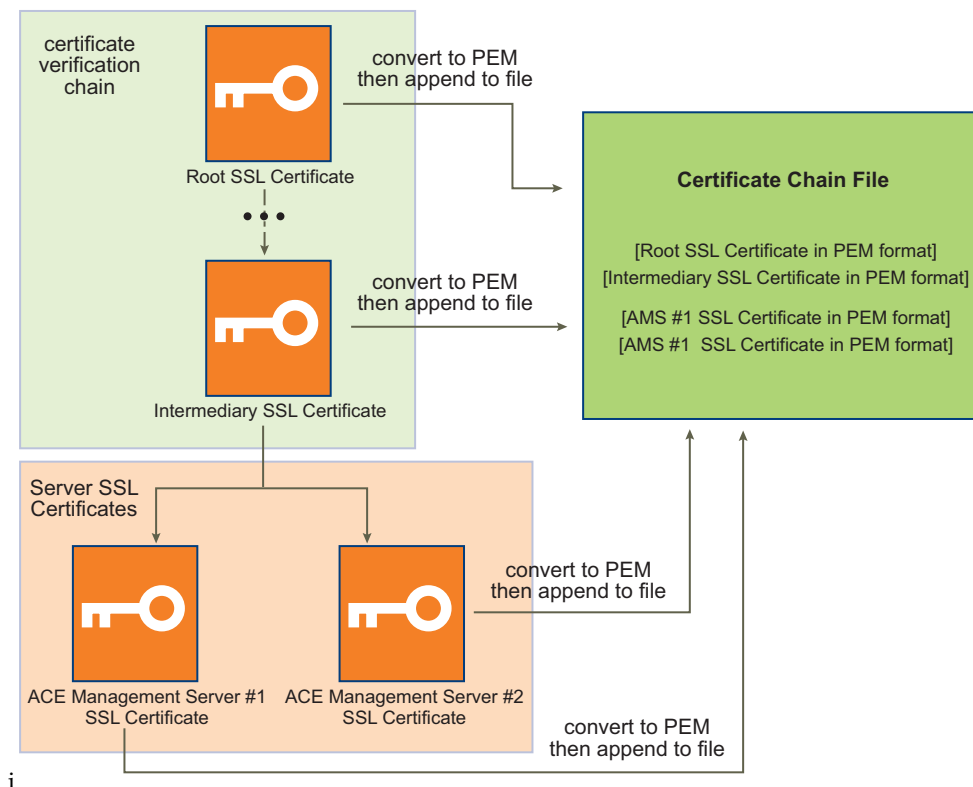 certificate
verification
chain
convert to PEM
then append to file
Root SSL Certificate
Certificate Chain File
[Root SSL Certificate in PEM format]
[Intermediary SSL Certificate in PEM format]
[AMS #1 SSL Certificate in PEM format]
[AMS #1 SSL Certificate in PEM format]
convert to PEM
then append to file
Intermediary SSL Certificate
Server SSL
Certificates
convert to PEM
then append to file
ACE Management Server #1
SSL Certificate
ACE Management Server #2
SSL Certificate
convert to PEM
then append to file
i